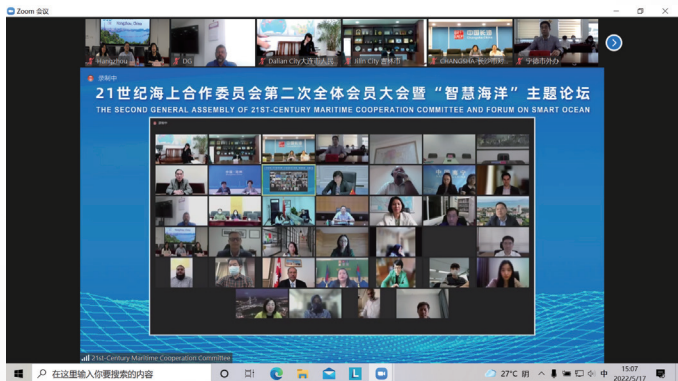 Zoom 会议
Hangzhou
DG
Dalian City大连市人民
Jilin City 吉林市
CHANGSHA-长沙市对
宁德市外办
录制中
21世纪海上合作委员会第二次全体会员大会暨“智慧海洋”主题论坛
THE SECOND GENERAL ASSEMBLY OF 21ST-CENTURY MARITIME COOPERATION COMMITTEE AND FORUM ON SMART OCEAN
21st-Century Maritime Cooperation Committee
在这里输入你要搜索的内容
27°C 阴
中
15:07
2022/5/17